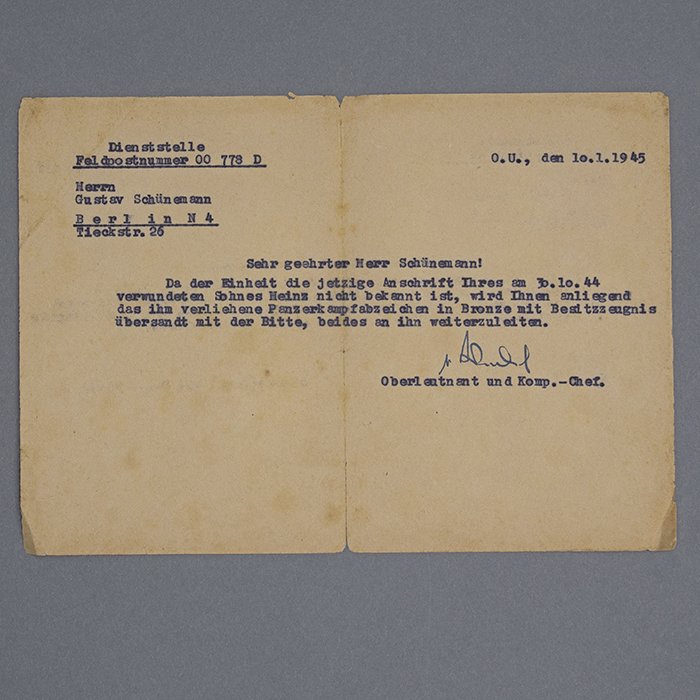 Dienststelle
Feldpostnummer 00 778 D
O.U., den 10.1.1945
Herrn
Gustav Schünemann
Berlin N 4
Tieckstr. 26
Sehr geehrter Herr Schünemann!
Da der Einheit die jetzige Anschrift Ihres am 30.10.44
verwundeten Sohnes Heinz nicht bekannt ist, wird Ihnen anliegend
das ihm verliehene Panzerkampfabzeichen in Bronze mit Besitzzeugnis
übersandt mit der Bitte, beides an ihn weiterzuleiten.
Oberleutnant und Komp.-Chef.